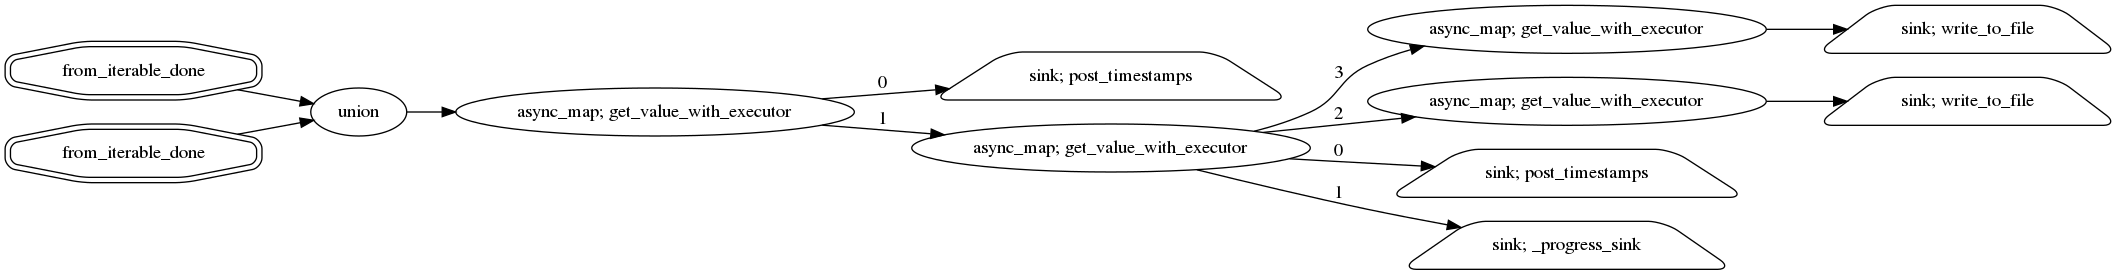 from_iterable_done
from_iterable_done
union
async_map; get_value_with_executor
0
1
sink; post_timestamps
async_map; get_value_with_executor
3
2
0
1
async_map; get_value_with_executor
sink; write_to_file
async_map; get_value_with_executor
sink; write_to_file
sink; post_timestamps
sink; _progress_sink